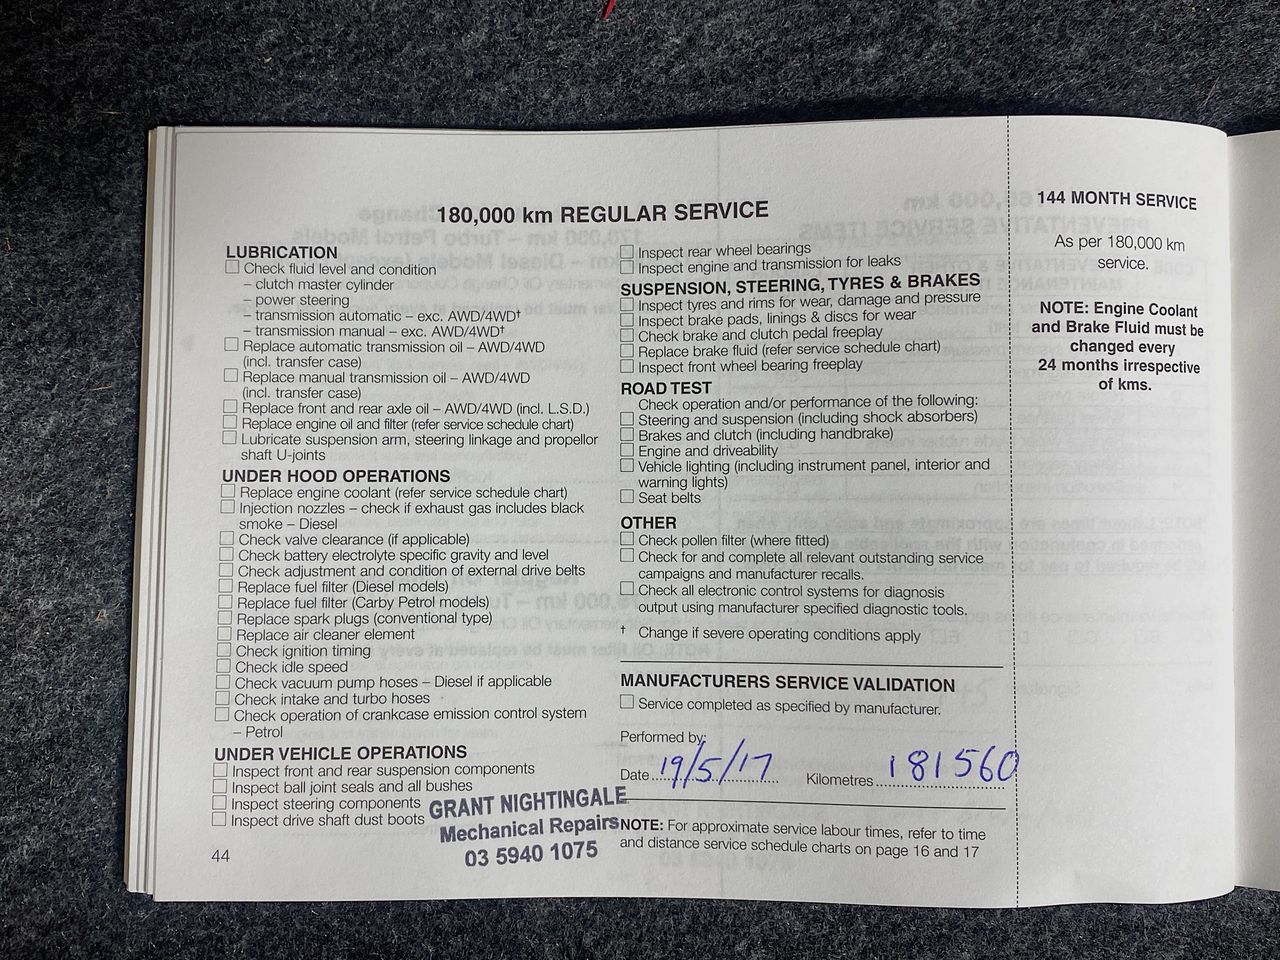 180,000 km REGULAR SERVICE
LUBRICATION
Check fluid level and condition
– clutch master cylinder
– power steering
– transmission automatic – exc. AWD/4WD†
– transmission manual – exc. AWD/4WD†
Replace automatic transmission oil – AWD/4WD
(incl. transfer case)
Replace manual transmission oil – AWD/4WD
(incl. transfer case)
Replace front and rear axle oil – AWD/4WD (incl. L.S.D.)
Replace engine oil and filter (refer service schedule chart)
Lubricate suspension arm, steering linkage and propellor
shaft U-joints
UNDER HOOD OPERATIONS
Replace engine coolant (refer service schedule chart)
Injection nozzles – check if exhaust gas includes black
smoke – Diesel
Check valve clearance (if applicable)
Check battery electrolyte specific gravity and level
Check adjustment and condition of external drive belts
Replace fuel filter (Diesel models)
Replace fuel filter (Carby Petrol models)
Replace spark plugs (conventional type)
Replace air cleaner element
Check ignition timing
Check idle speed
Check vacuum pump hoses – Diesel if applicable
Check intake and turbo hoses
Check operation of crankcase emission control system
– Petrol
UNDER VEHICLE OPERATIONS
Inspect front and rear suspension components
Inspect ball joint seals and all bushes
Inspect steering components
Inspect drive shaft dust boots
GRANT NIGHTINGALE
Mechanical Repairs
03 5940 1075
44
Inspect rear wheel bearings
Inspect engine and transmission for leaks
SUSPENSION, STEERING, TYRES & BRAKES
Inspect tyres and rims for wear, damage and pressure
Inspect brake pads, linings & discs for wear
Check brake and clutch pedal freeplay
Replace brake fluid (refer service schedule chart)
Inspect front wheel bearing freeplay
ROAD TEST
Check operation and/or performance of the following:
Steering and suspension (including shock absorbers)
Brakes and clutch (including handbrake)
Engine and driveability
Vehicle lighting (including instrument panel, interior and
warning lights)
Seat belts
OTHER
Check pollen filter (where fitted)
Check for and complete all relevant outstanding service
campaigns and manufacturer recalls.
Check all electronic control systems for diagnosis
output using manufacturer specified diagnostic tools.
† Change if severe operating conditions apply
MANUFACTURERS SERVICE VALIDATION
Service completed as specified by manufacturer.
Performed by:
Date 19/5/17 Kilometres 181560
NOTE: For approximate service labour times, refer to time
and distance service schedule charts on page 16 and 17
144 MONTH SERVICE
As per 180,000 km
service.
NOTE: Engine Coolant
and Brake Fluid must be
changed every
24 months irrespective
of kms.